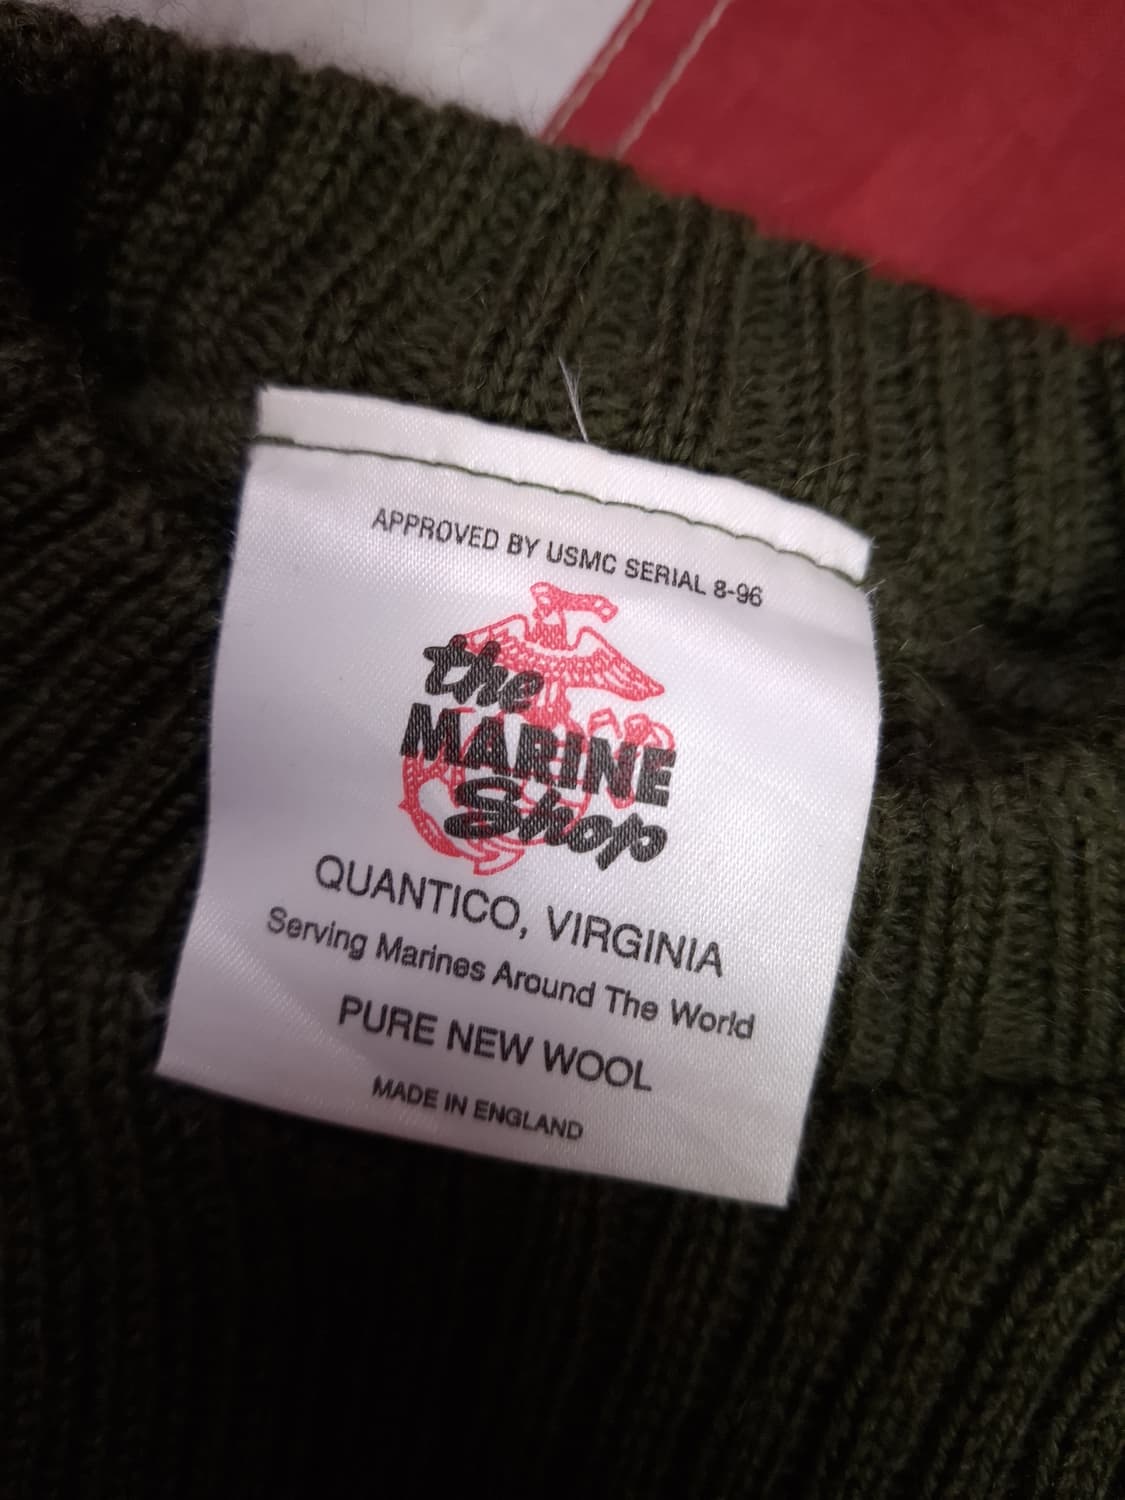 APPROVED BY USMC SERIAL 8-96
the
MARINE
Shop
QUANTICO, VIRGINIA
Serving Marines Around The World
PURE NEW WOOL
MADE IN ENGLAND